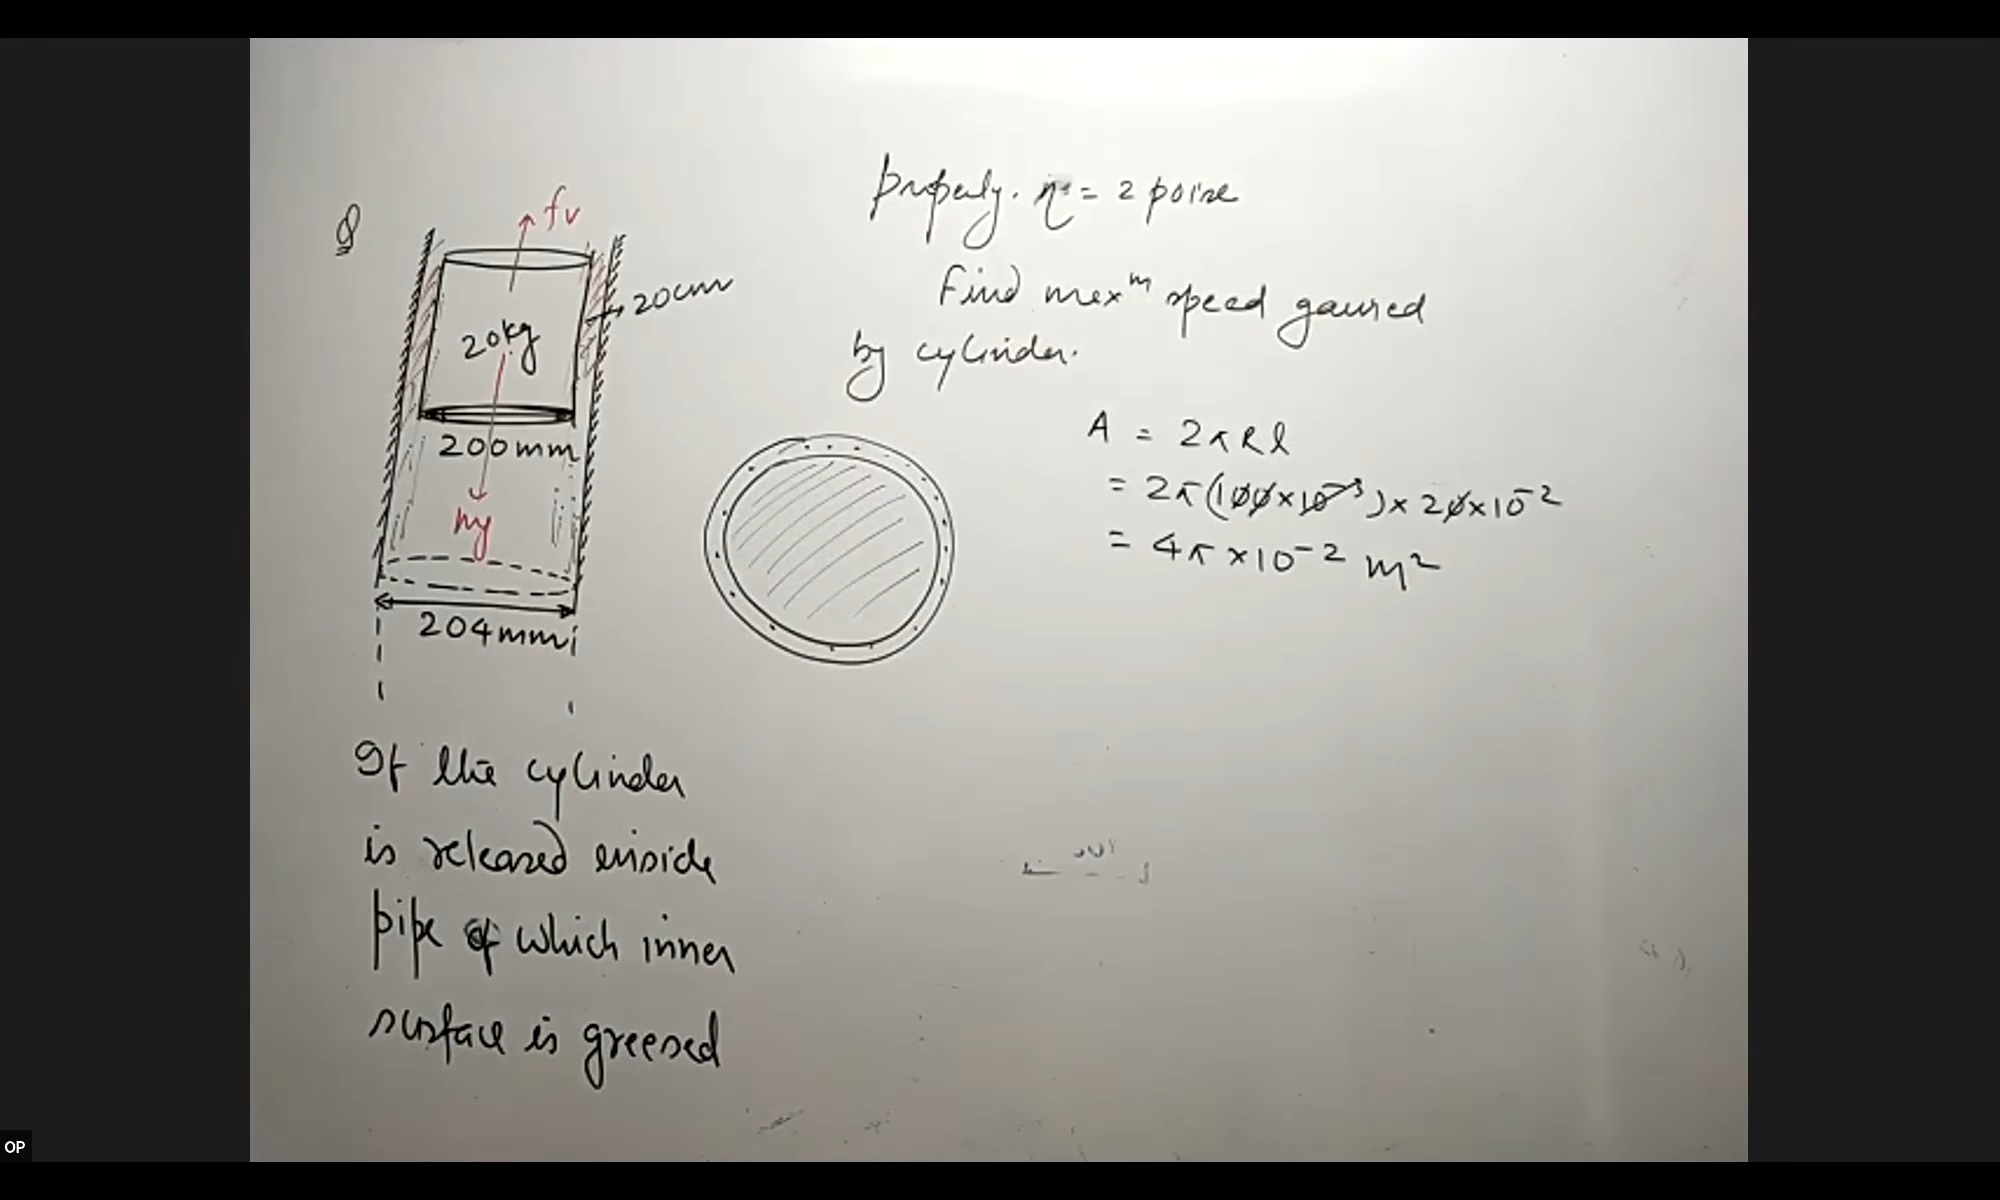 Q
fv
20cm
20kg
200mm
mg
204mm
If the cylinder
is released inside
pipe of which inner
surface is greesed
properly. η = 2 poise
Find maxᵐ speed gained
by cylinder.
A = 2πRl
= 2π(100×10⁻³)×20×10⁻²
= 4π×10⁻² m²
OP